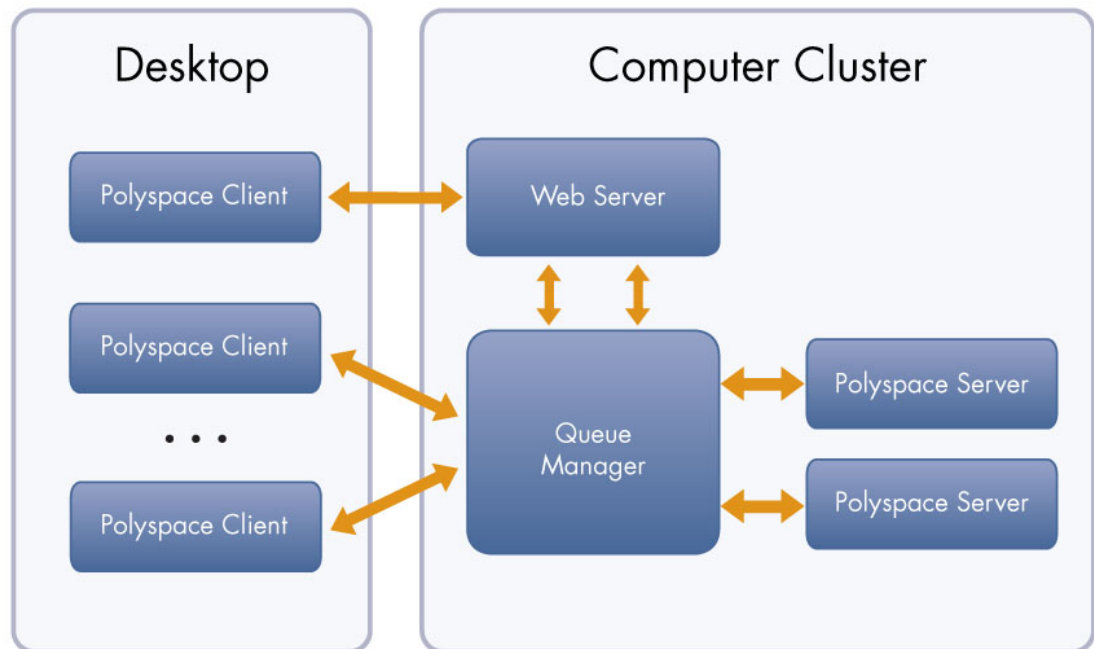 Desktop
Polyspace Client
Polyspace Client
. . .
Polyspace Client
Computer Cluster
Web Server
Queue
Manager
Polyspace Server
Polyspace Server